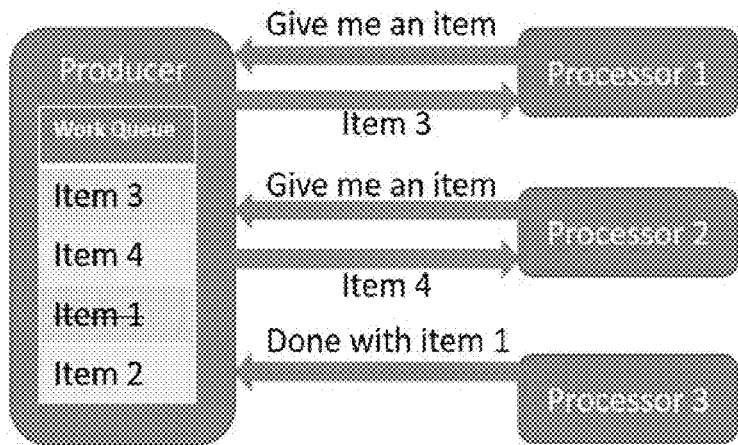 Give me an item
Producer
Processor 1
Work Queue
Item 3
Item 3
Give me an item
Processor 2
Item 4
Item 4
Item 1
Done with item 1
Item 2
Processor 3